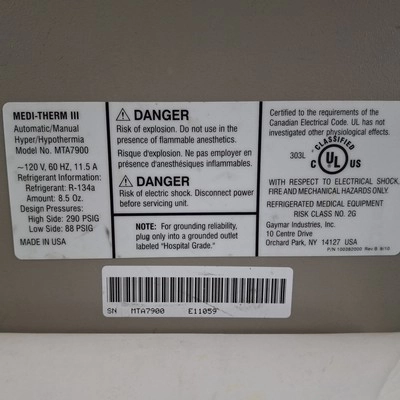 MEDI-THERM III
Automatic/Manual
Hyper/Hypothermia
Model No. MTA7900
~120 V, 60 HZ, 11.5 A
Refrigerant Information:
Refrigerant: R-134a
Amount: 8.5 Oz.
Design Pressures:
High Side: 290 PSIG
Low Side: 88 PSIG
MADE IN USA
DANGER
Risk of explosion. Do not use in the
presence of flammable anesthetics.
Risque d'explosion. Ne pas employer en
présence d'anesthésiques inflammables.
DANGER
Risk of electric shock. Disconnect power
before servicing unit.
NOTE: For grounding reliability,
plug only into a grounded outlet
labeled "Hospital Grade."
Certified to the requirements of the
Canadian Electrical Code. UL has not
investigated other physiological effects.
303L
CLASSIFIED
C UL US
WITH RESPECT TO ELECTRICAL SHOCK,
FIRE AND MECHANICAL HAZARDS ONLY.
REFRIGERATED MEDICAL EQUIPMENT
RISK CLASS NO. 2G
Gaymar Industries, Inc.
10 Centre Drive
Orchard Park, NY 14127 USA
SN MTA7900 E11059